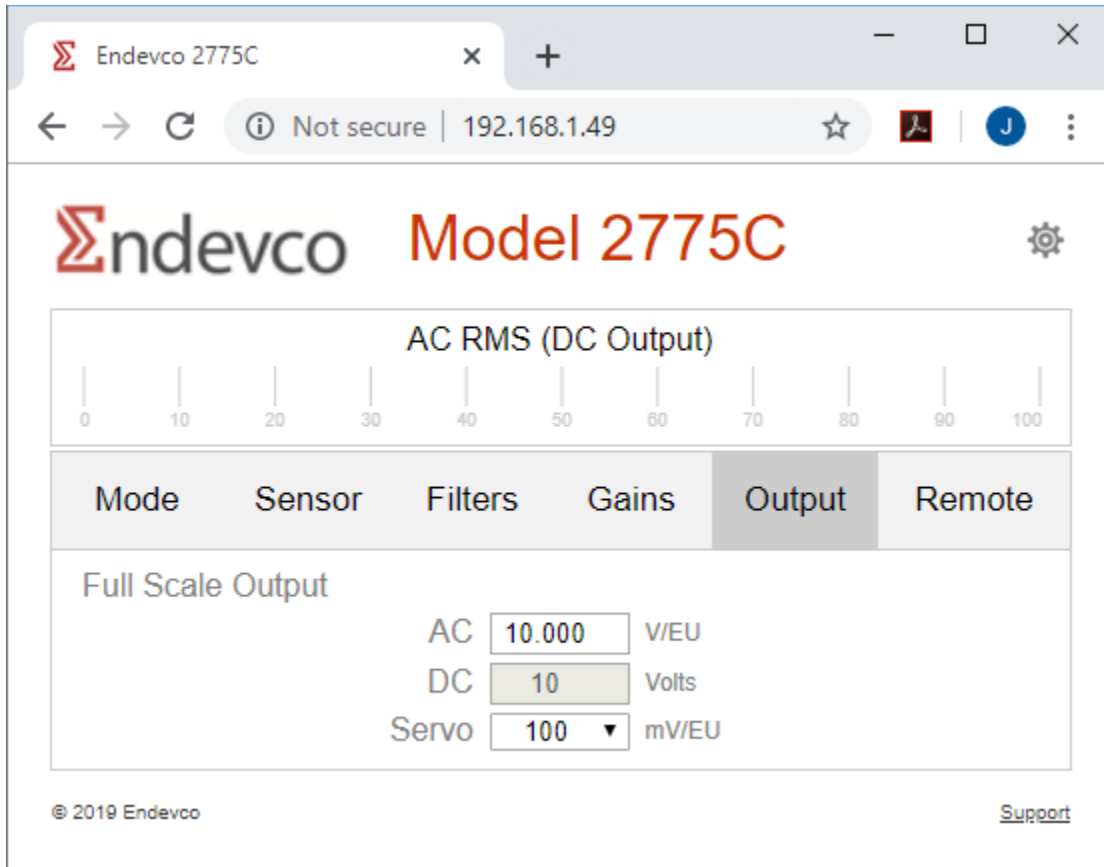 Endevco 2775C
Not secure | 192.168.1.49
J
Σndevco Model 2775C
AC RMS (DC Output)
0 10 20 30 40 50 60 70 80 90 100
Mode Sensor Filters Gains Output Remote
Full Scale Output
AC 10.000 V/EU
DC 10 Volts
Servo 100 mV/EU
© 2019 Endevco Support